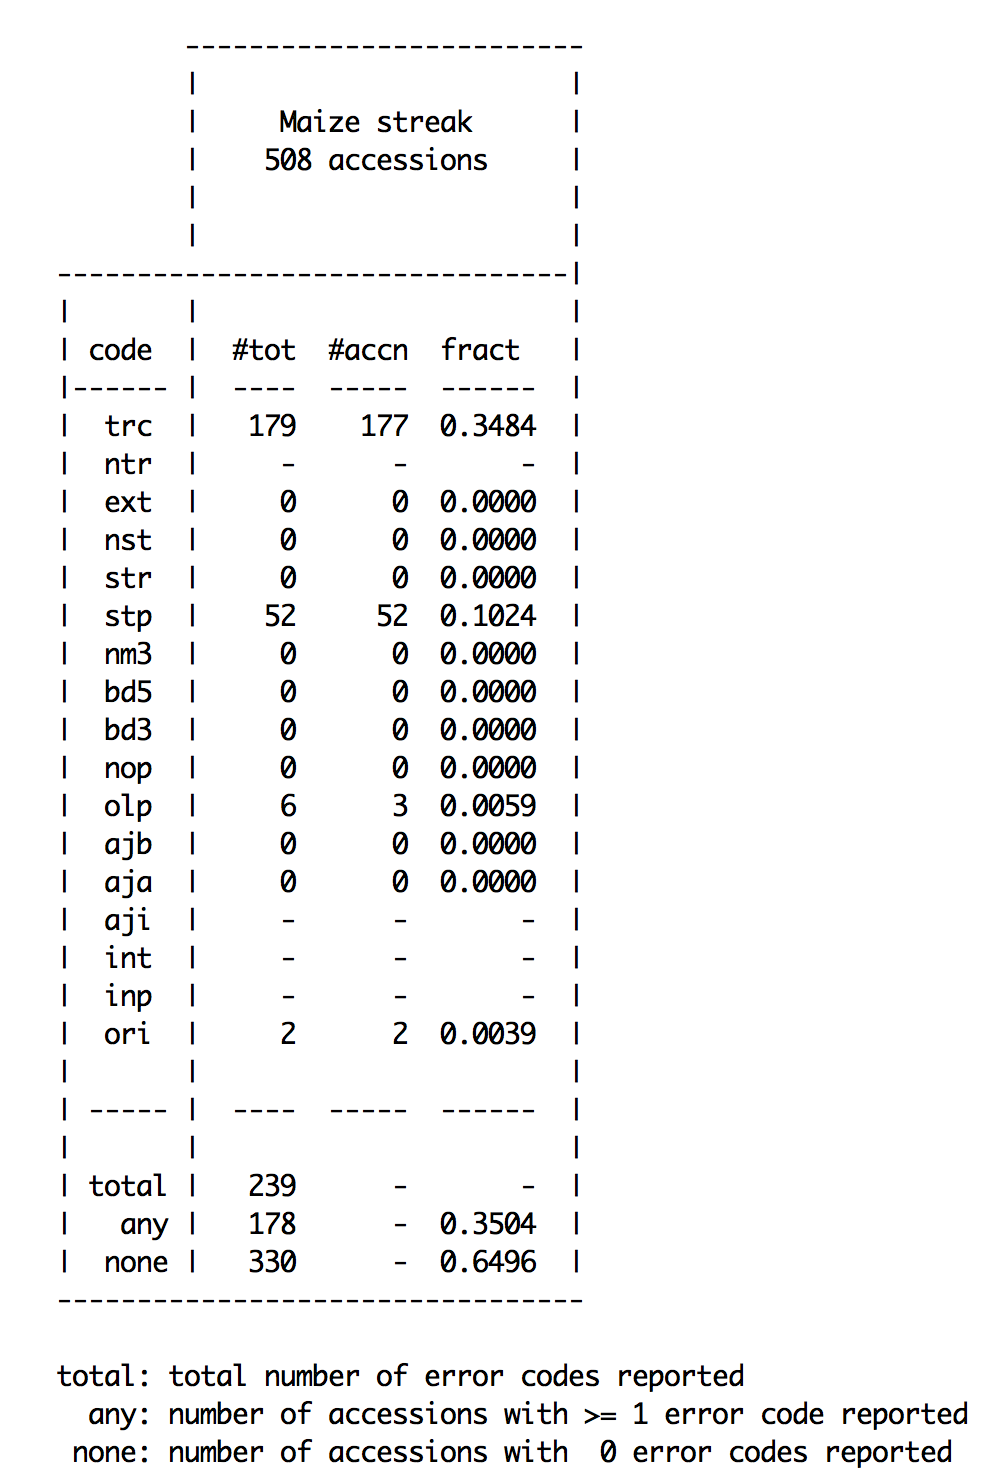 -------------------------
|                       |
|     Maize streak      |
|    508 accessions     |
|                       |
|                       |
--------------------------------|
|       |                       |
| code  |  #tot  #accn  fract   |
|------ |  ----  -----  ------  |
|  trc  |   179    177  0.3484  |
|  ntr  |     -      -       -  |
|  ext  |     0      0  0.0000  |
|  nst  |     0      0  0.0000  |
|  str  |     0      0  0.0000  |
|  stp  |    52     52  0.1024  |
|  nm3  |     0      0  0.0000  |
|  bd5  |     0      0  0.0000  |
|  bd3  |     0      0  0.0000  |
|  nop  |     0      0  0.0000  |
|  olp  |     6      3  0.0059  |
|  ajb  |     0      0  0.0000  |
|  aja  |     0      0  0.0000  |
|  aji  |     -      -       -  |
|  int  |     -      -       -  |
|  inp  |     -      -       -  |
|  ori  |     2      2  0.0039  |
|       |                       |
| ----- |  ----  -----  ------  |
|       |                       |
| total |   239      -       -  |
|   any |   178      -  0.3504  |
|  none |   330      -  0.6496  |
---------------------------------
total: total number of error codes reported
any: number of accessions with >= 1 error code reported
none: number of accessions with  0 error codes reported